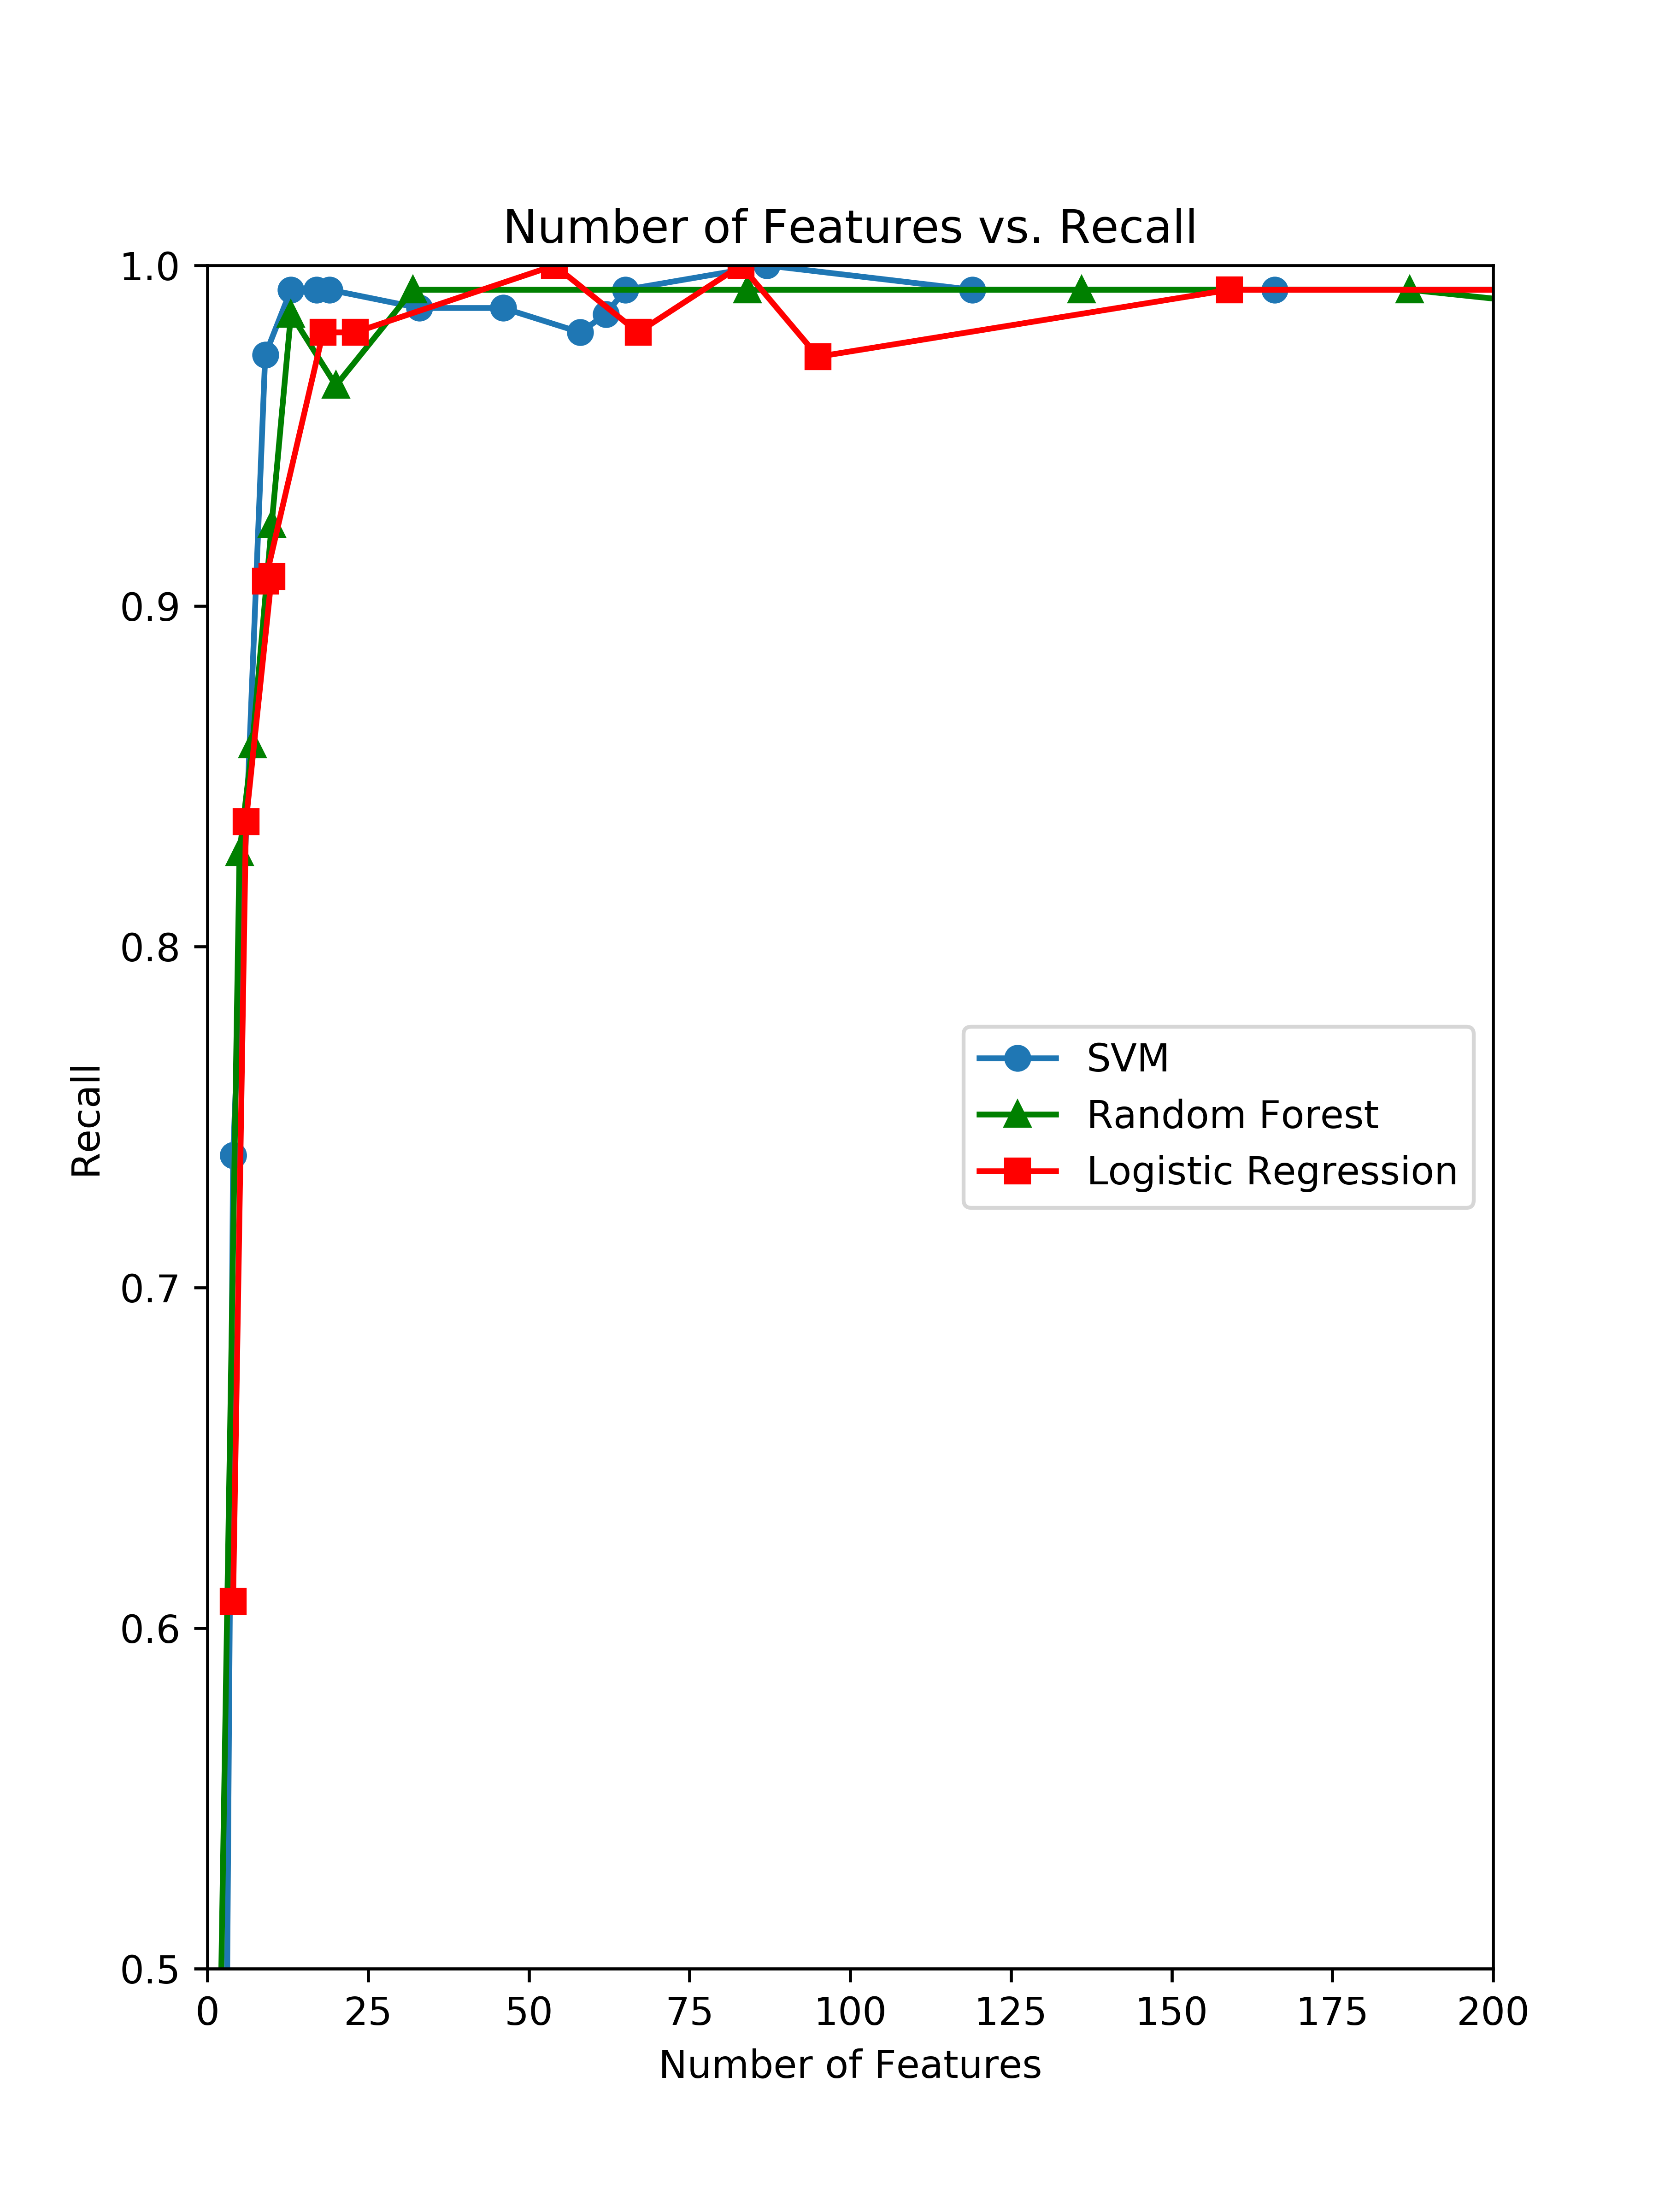 Number of Features vs. Recall
1.0
0.9
0.8
0.7
0.6
0.5
Recall
SVM
Random Forest
Logistic Regression
0 25 50 75 100 125 150 175 200
Number of Features